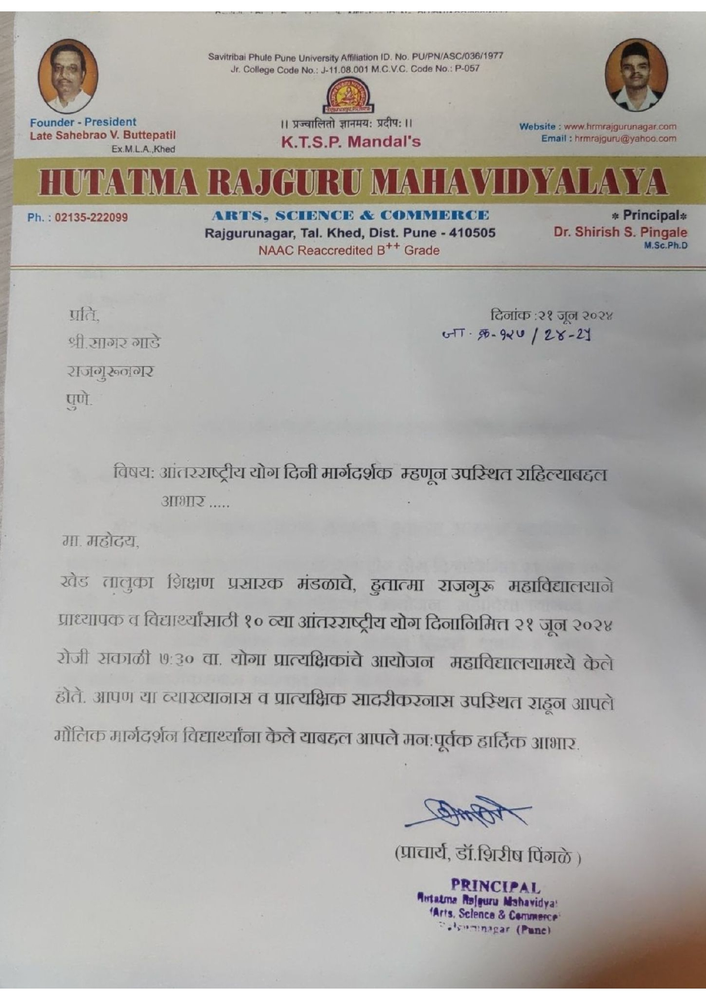 Savitribai Phule Pune University Affiliation ID. No. PU/PN/ASC/036/1977
Jr. College Code No.: J-11.08.001 M.C.V.C. Code No.: P-057
।। प्रज्वालितो ज्ञानमय: प्रदीप: ।।
K.T.S.P. Mandal's
Founder - President
Late Sahebrao V. Buttepatil
Ex.M.L.A.,Khed
Website : www.hrmrajgurunagar.com
Email : hrmrajguru@yahoo.com
HUTATMA RAJGURU MAHAVIDYALAYA
Ph. : 02135-222099
ARTS, SCIENCE & COMMERCE
Rajgurunagar, Tal. Khed, Dist. Pune - 410505
NAAC Reaccredited B++ Grade
* Principal*
Dr. Shirish S. Pingale
M.Sc.Ph.D
प्रति,
दिनांक :२१ जून २०२४
जा. क्र-१२७ / 24-25
श्री.सागर गाडे
राजगुरूनगर
पुणे.
विषय: आंतरराष्ट्रीय योग दिनी मार्गदर्शक म्हणून उपस्थित राहिल्याबद्दल
आभार .....
मा. महोदय,
खेड तालुका शिक्षण प्रसारक मंडळाचे, हुतात्मा राजगुरू महाविद्यालयाने
प्राध्यापक व विद्यार्थ्यांसाठी १० व्या आंतरराष्ट्रीय योग दिनानिमित्त २१ जून २०२४
रोजी सकाळी ७:३० वा. योगा प्रात्यक्षिकांचे आयोजन महाविद्यालयामध्ये केले
होते. आपण या व्याख्यानास व प्रात्यक्षिक सादरीकरनास उपस्थित राहून आपले
मौलिक मार्गदर्शन विद्यार्थ्यांना केले याबद्दल आपले मन:पूर्वक हार्दिक आभार.
(प्राचार्य, डॉ.शिरीष पिंगळे )
PRINCIPAL
Hutatma Rajguru Mahavidya
Arts, Science & Commerce
(Pune)